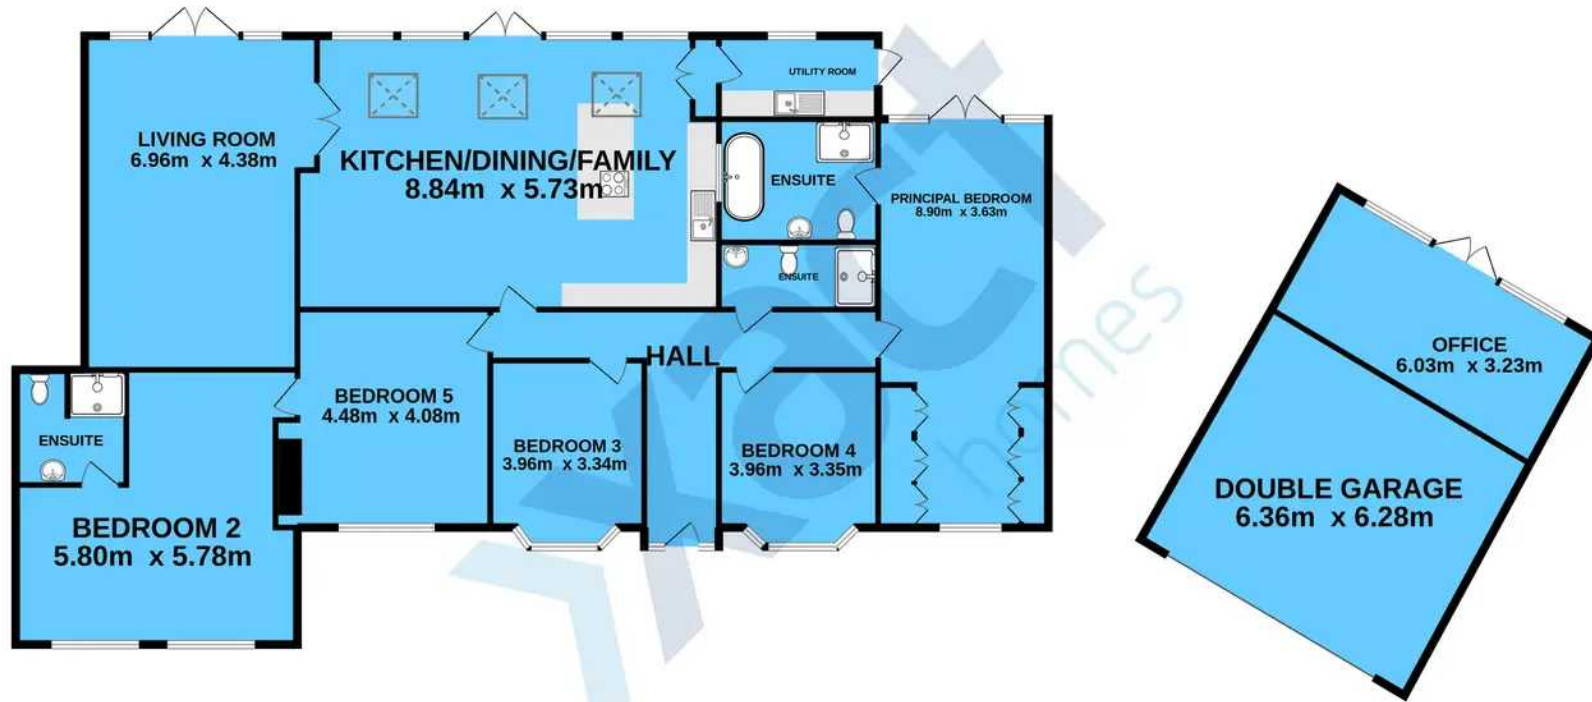 LIVING ROOM
6.96m x 4.38m
KITCHEN/DINING/FAMILY
8.84m x 5.73m
UTILITY ROOM
ENSUITE
PRINCIPAL BEDROOM
8.90m x 3.63m
ENSUITE
HALL
BEDROOM 5
4.48m x 4.08m
BEDROOM 3
3.96m x 3.34m
BEDROOM 4
3.96m x 3.35m
ENSUITE
BEDROOM 2
5.80m x 5.78m
OFFICE
6.03m x 3.23m
DOUBLE GARAGE
6.36m x 6.28m
xact
homes